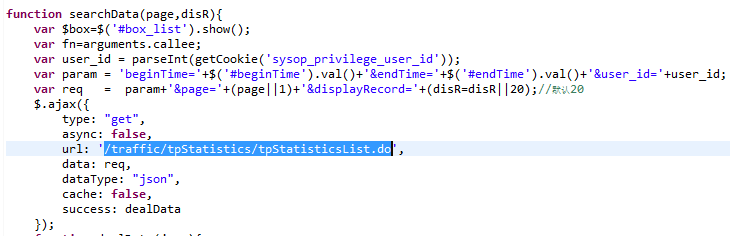 function searchData(page,disR){
    var $box=$('#box_list').show();
    var fn=arguments.callee;
    var user_id = parseInt(getCookie('sysop_privilege_user_id'));
    var param = 'beginTime='+$('#beginTime').val()+'&endTime='+$('#endTime').val()+'&user_id='+user_id;
    var req   =  param+'&page='+(page||1)+'&displayRecord='+(disR=disR||20);//默认20
    $.ajax({
        type: "get",
        async: false,
        url: '/traffic/tpStatistics/tpStatisticsList.do',
        data: req,
        dataType: "json",
        cache: false,
        success: dealData
    });